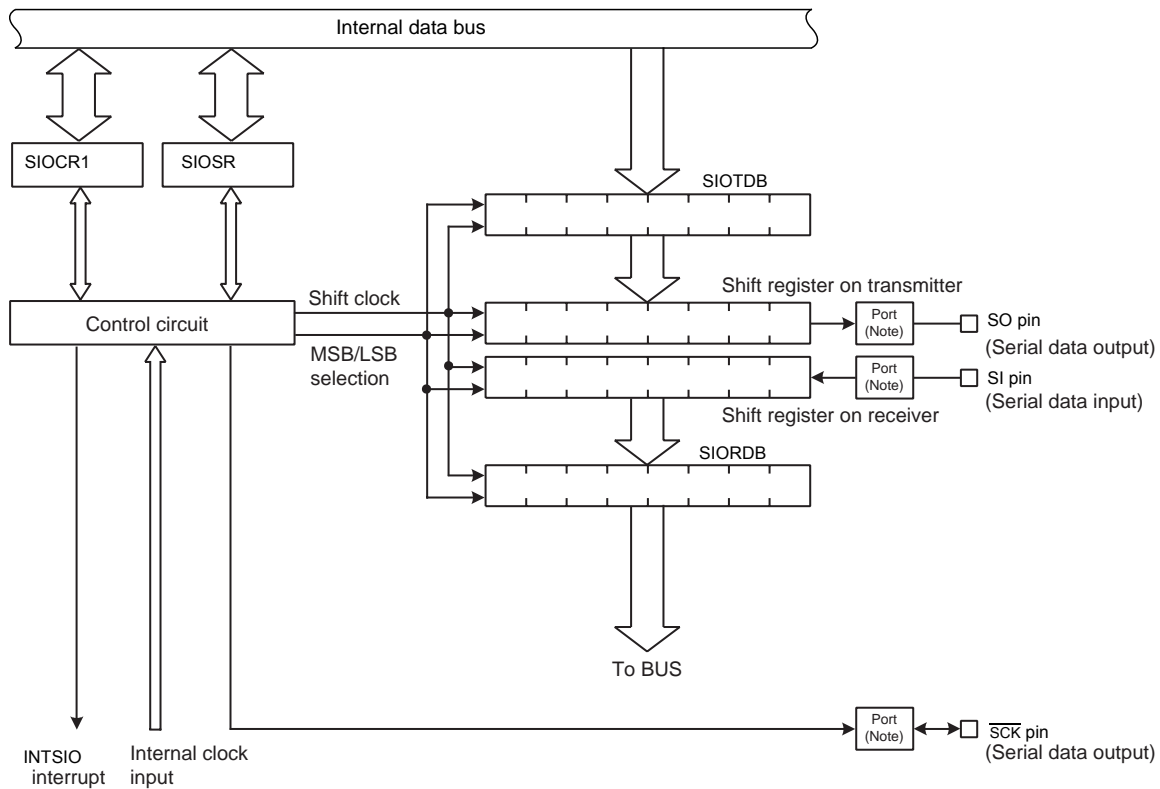 Internal data bus
SIOCR1
SIOSR
SIOTDB
Shift register on transmitter
Shift clock
Control circuit
MSB/LSB
selection
Port
(Note)
SO pin
(Serial data output)
Port
(Note)
SI pin
(Serial data input)
Shift register on receiver
SIORDB
To BUS
Port
(Note)
SCK pin
(Serial data output)
INTSIO
interrupt
Internal clock
input